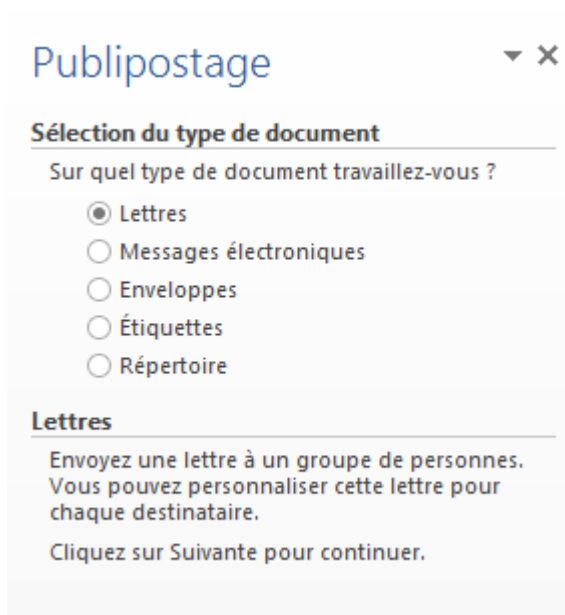 Publipostage
Sélection du type de document
Sur quel type de document travaillez-vous ?
Lettres
Messages électroniques
Enveloppes
Étiquettes
Répertoire
Lettres
Envoyez une lettre à un groupe de personnes.
Vous pouvez personnaliser cette lettre pour
chaque destinataire.
Cliquez sur Suivante pour continuer.